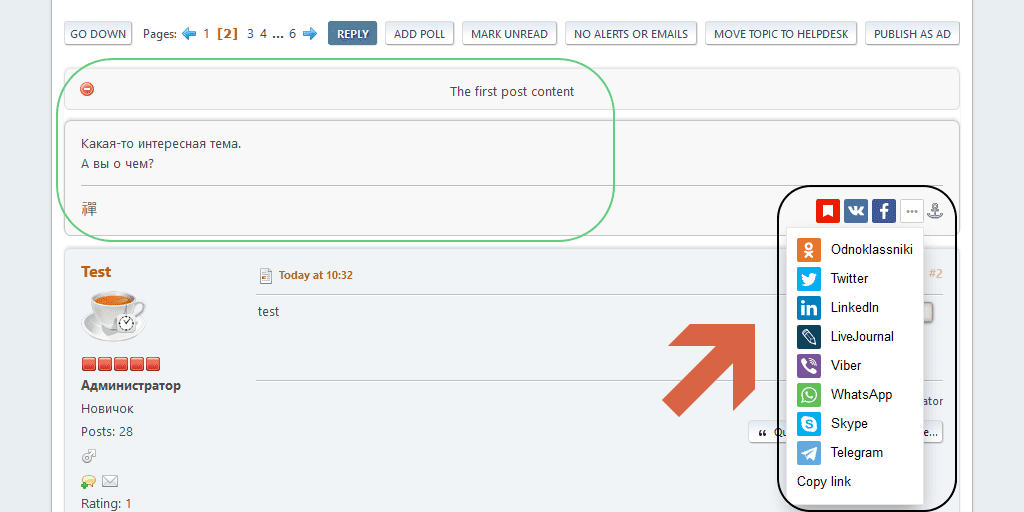 GO DOWN Pages: 1 [2] 3 4 ... 6 REPLY ADD POLL MARK UNREAD NO ALERTS OR EMAILS MOVE TOPIC TO HELPDESK PUBLISH AS AD
The first post content
Какая-то интересная тема.
А вы о чем?
禪
Test
Today at 10:32
#2
test
Администратор
Новичок
Posts: 28
Rating: 1
Odnoklassniki
Twitter
LinkedIn
LiveJournal
Viber
WhatsApp
Skype
Telegram
Copy link